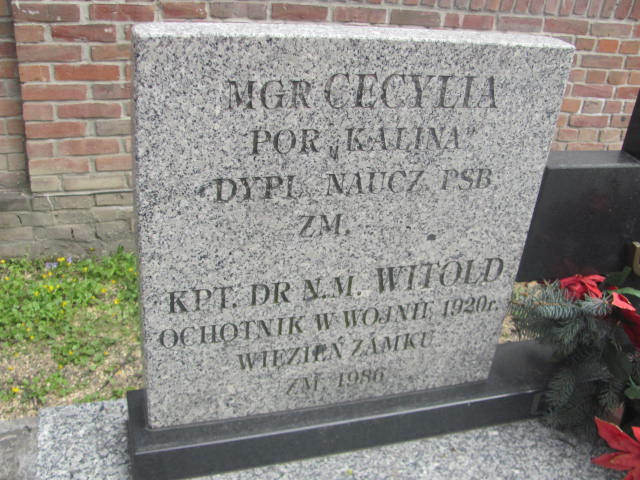 MGR CECYLIA
POR „KALINA”
DYPL. NAUCZ. PSB
ZM.
KPT. DR N.M. WITOLD
OCHOTNIK W WOJNIE 1920r.
WIĘZIEŃ ZAMKU
ZM. 1986